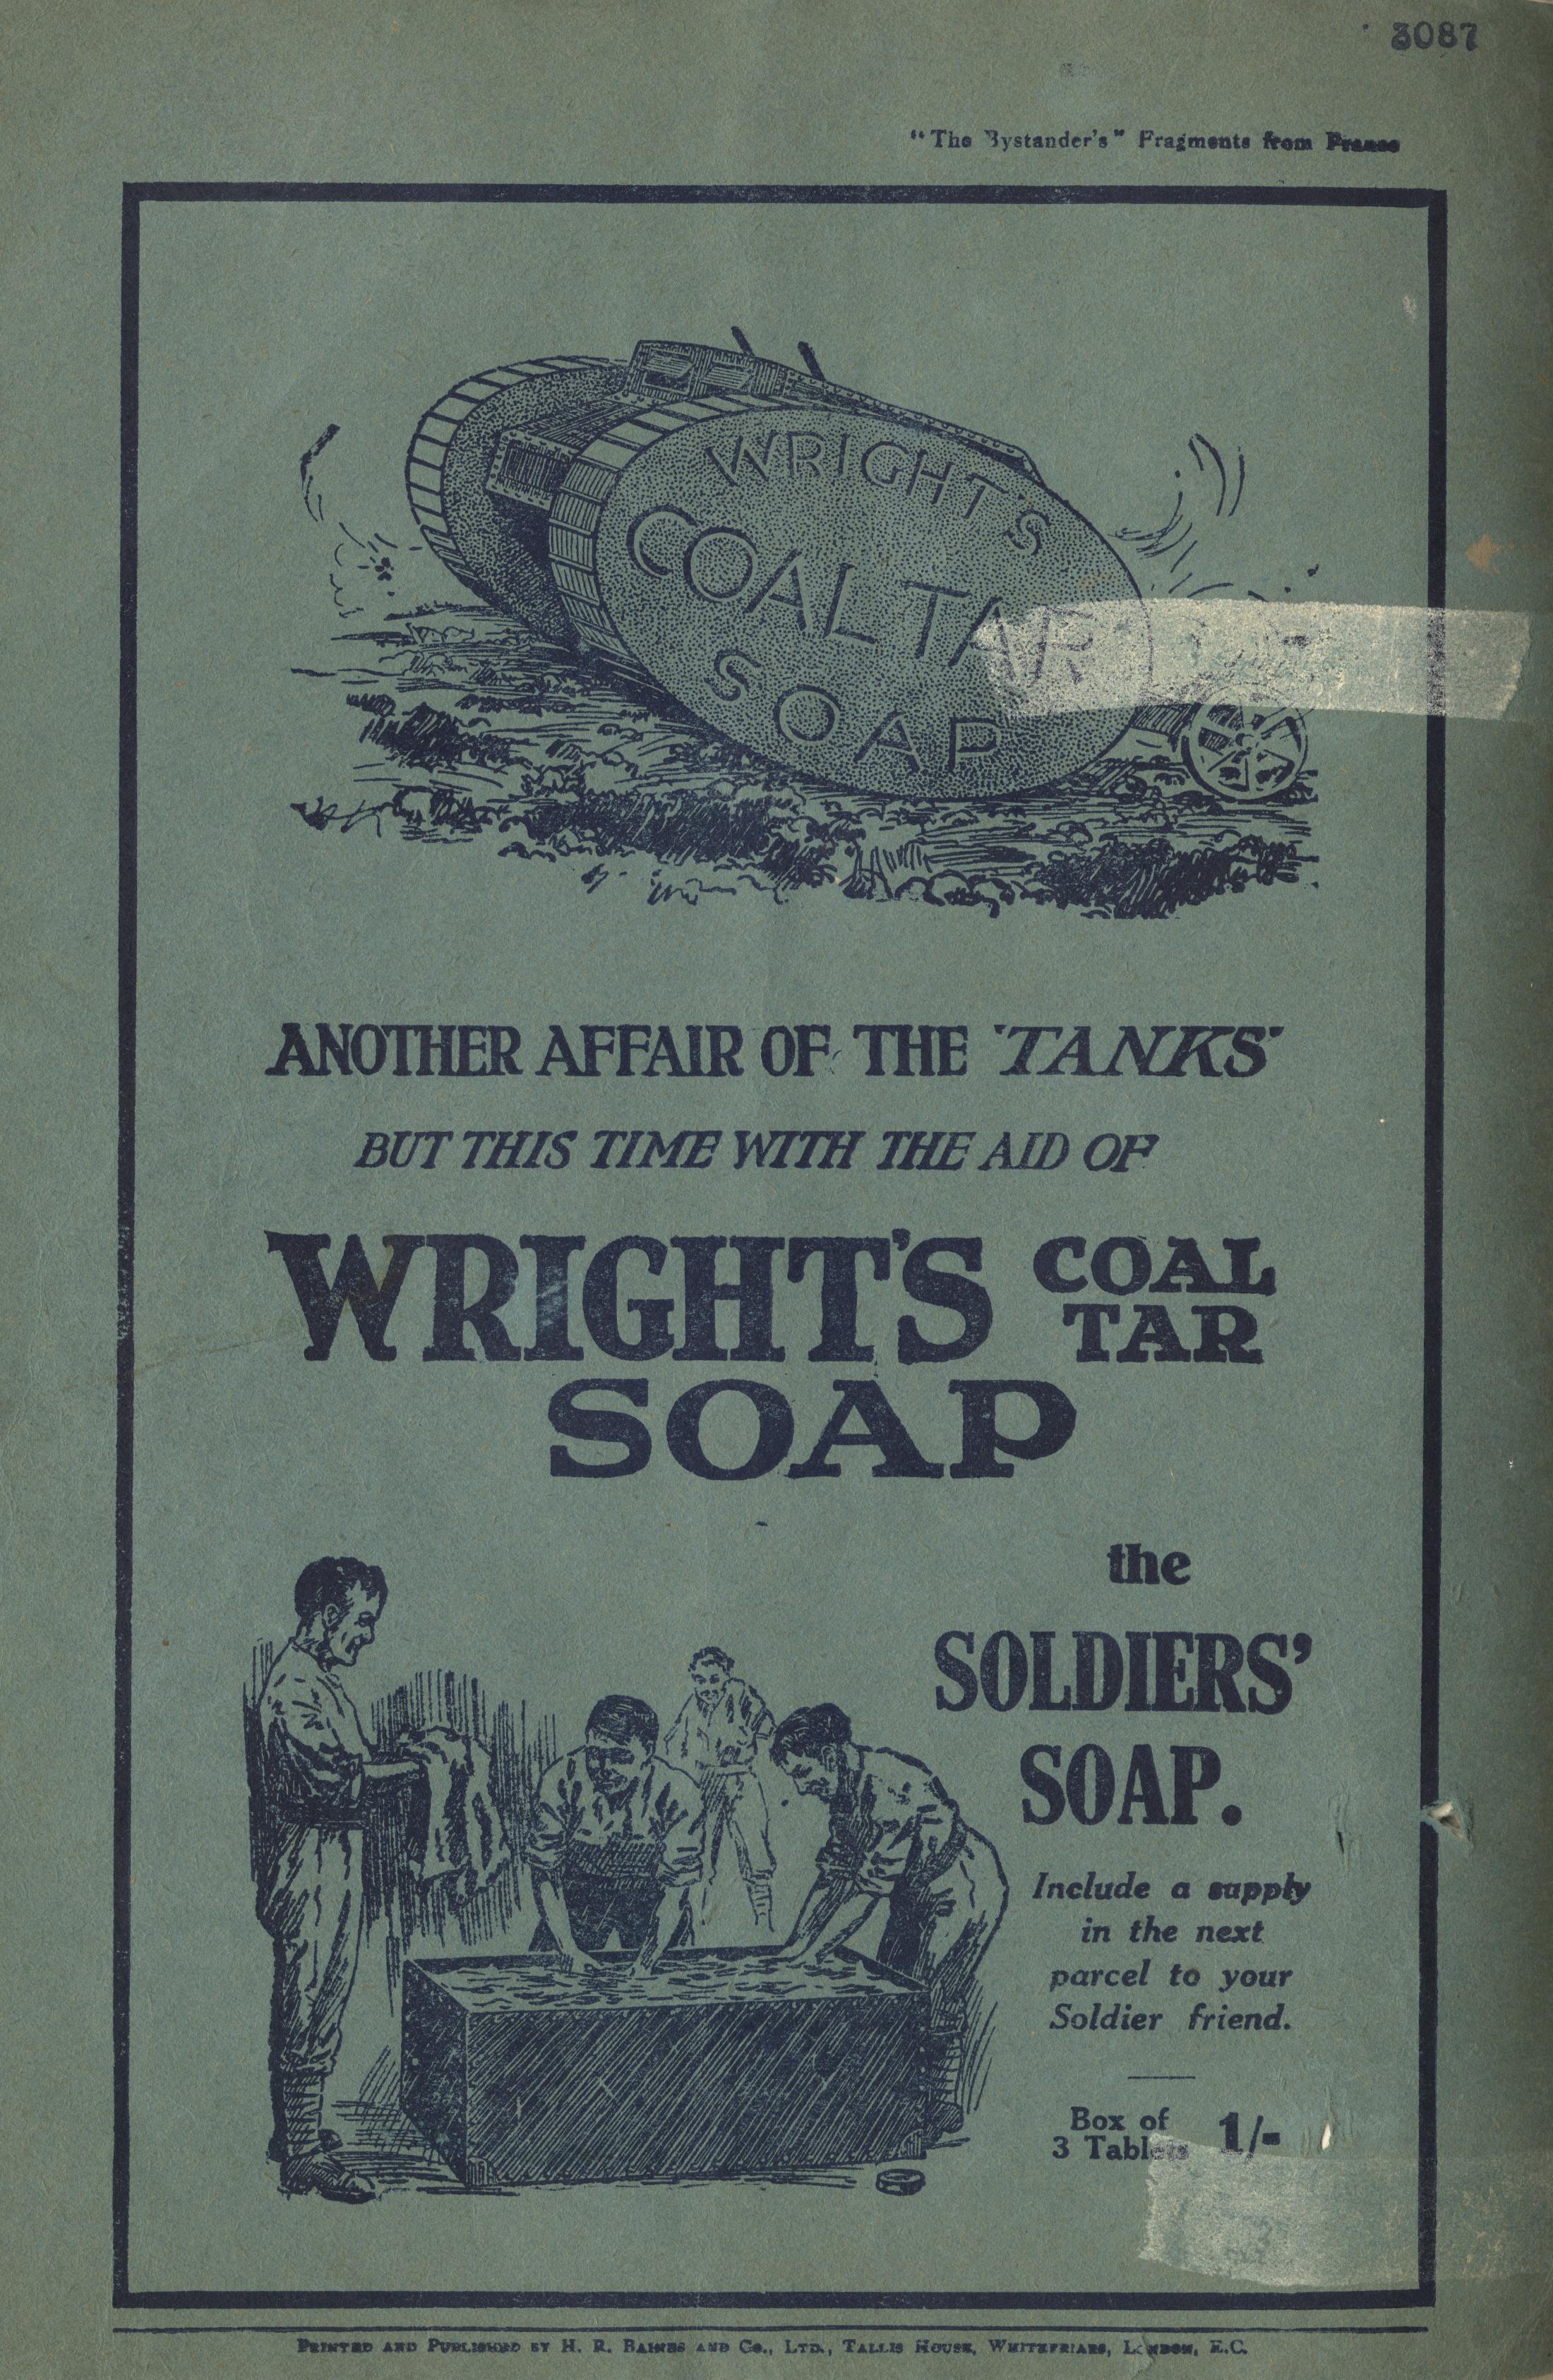 3087
"The Bystander's" Fragments from France
WRIGHT'S
COAL TAR
SOAP
ANOTHER AFFAIR OF THE 'TANKS'
BUT THIS TIME WITH THE AID OF
WRIGHT'S COAL
TAR
SOAP
the
SOLDIERS'
SOAP.
Include a supply
in the next
parcel to your
Soldier friend.
Box of
3 Tablets 1/-
PRINTED AND PUBLISHED BY H. R. BAINES AND CO., LTD., TALLIS HOUSE, WHITEFRIARS, LONDON, E.C.